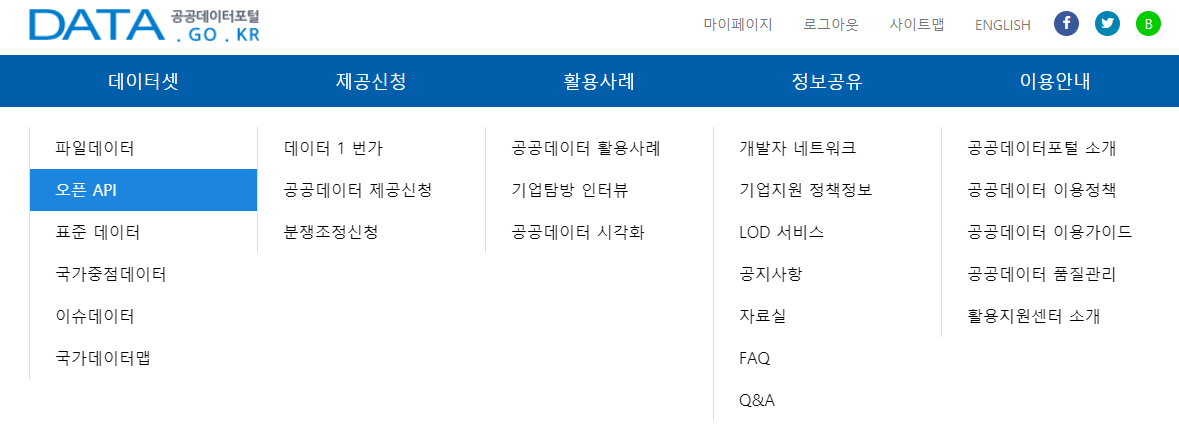 DATA 공공데이터포털
.GO.KR
마이페이지 로그아웃 사이트맵 ENGLISH f B
데이터셋 제공신청 활용사례 정보공유 이용안내
파일데이터
오픈 API
표준 데이터
국가중점데이터
이슈데이터
국가데이터맵
데이터 1 번가
공공데이터 제공신청
분쟁조정신청
공공데이터 활용사례
기업탐방 인터뷰
공공데이터 시각화
개발자 네트워크
기업지원 정책정보
LOD 서비스
공지사항
자료실
FAQ
Q&A
공공데이터포털 소개
공공데이터 이용정책
공공데이터 이용가이드
공공데이터 품질관리
활용지원센터 소개